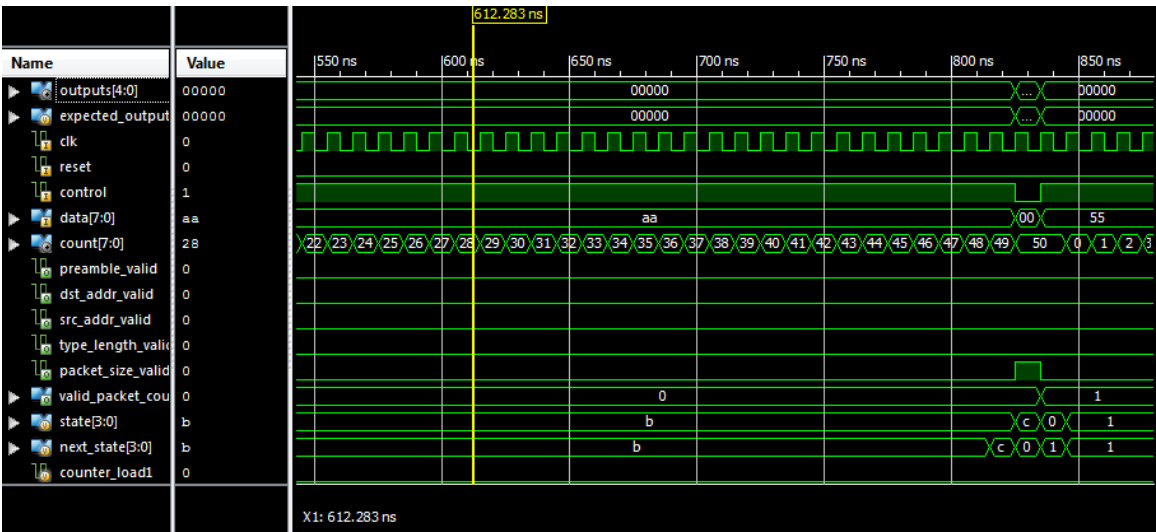 612.283 ns
Name Value 550 ns 600 ns 650 ns 700 ns 750 ns 800 ns 850 ns
outputs[4:0] 00000 00000 ... 00000
expected_output 00000 00000 ... 00000
clk 0
reset 0
control 1
data[7:0] aa aa 00 55
count[7:0] 28 22 23 24 25 26 27 28 29 30 31 32 33 34 35 36 37 38 39 40 41 42 43 44 45 46 47 48 49 50 0 1 2 3
preamble_valid 0
dst_addr_valid 0
src_addr_valid 0
type_length_valid 0
packet_size_valid 0
valid_packet_cou 0 0 1
state[3:0] b b c 0 1
next_state[3:0] b b c 0 1 1
counter_load1 0
X1: 612.283 ns